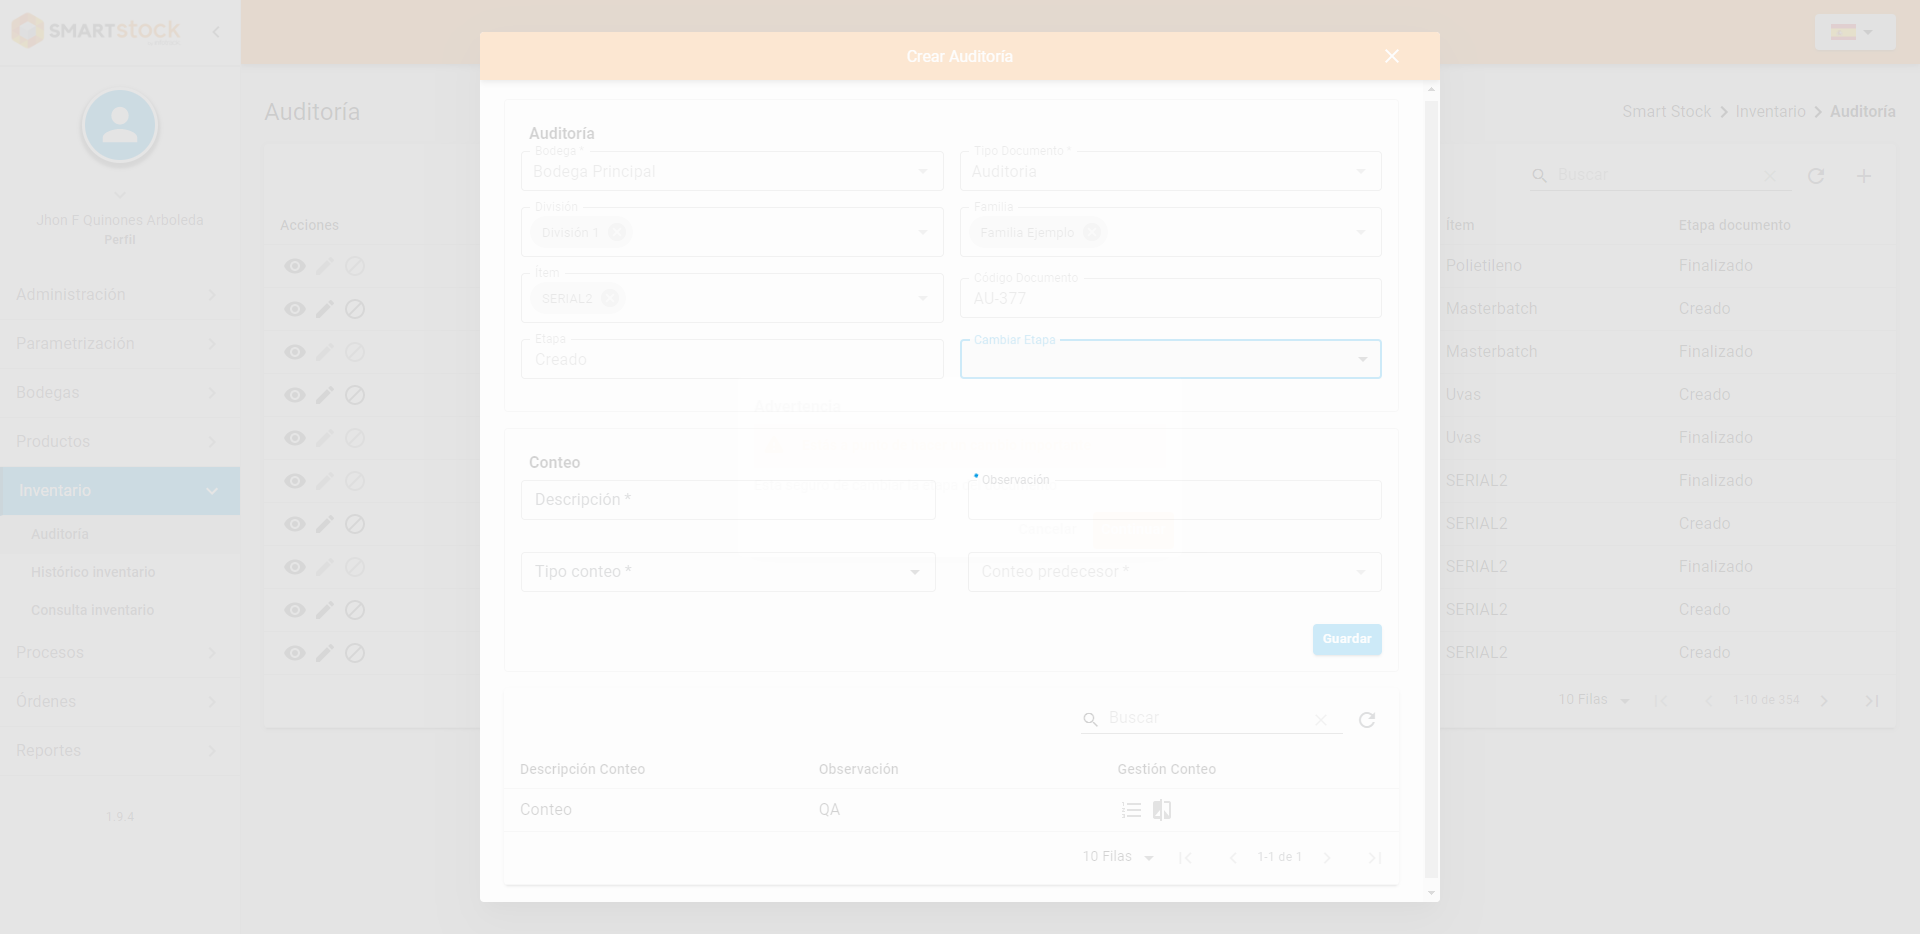 SMARTstock
Crear Auditoría
Auditoría
Smart Stock
Inventario
Auditoría
Jhon F Quinones Arboleda
Perfil
Administración
Parametrización
Bodegas
Productos
Inventario
Auditoría
Histórico inventario
Consulta inventario
Procesos
Órdenes
Reportes
1.9.4
Acciones
Auditoría
Bodega *
Bodega Principal
Tipo Documento *
Auditoria
División
División 1
Familia
Familia Ejemplo
Ítem
SERIAL2
Código Documento
AU-377
Etapa
Creado
Cambiar Etapa
Conteo
Descripción *
Observación
Tipo conteo *
Conteo predecesor *
Guardar
Buscar
Descripción Conteo Observación Gestión Conteo
Conteo QA
10 Filas 1-1 de 1
Buscar
Ítem Etapa documento
Polietileno Finalizado
Masterbatch Creado
Masterbatch Finalizado
Uvas Creado
Uvas Finalizado
SERIAL2 Finalizado
SERIAL2 Creado
SERIAL2 Finalizado
SERIAL2 Creado
SERIAL2 Creado
10 Filas 1-10 de 354